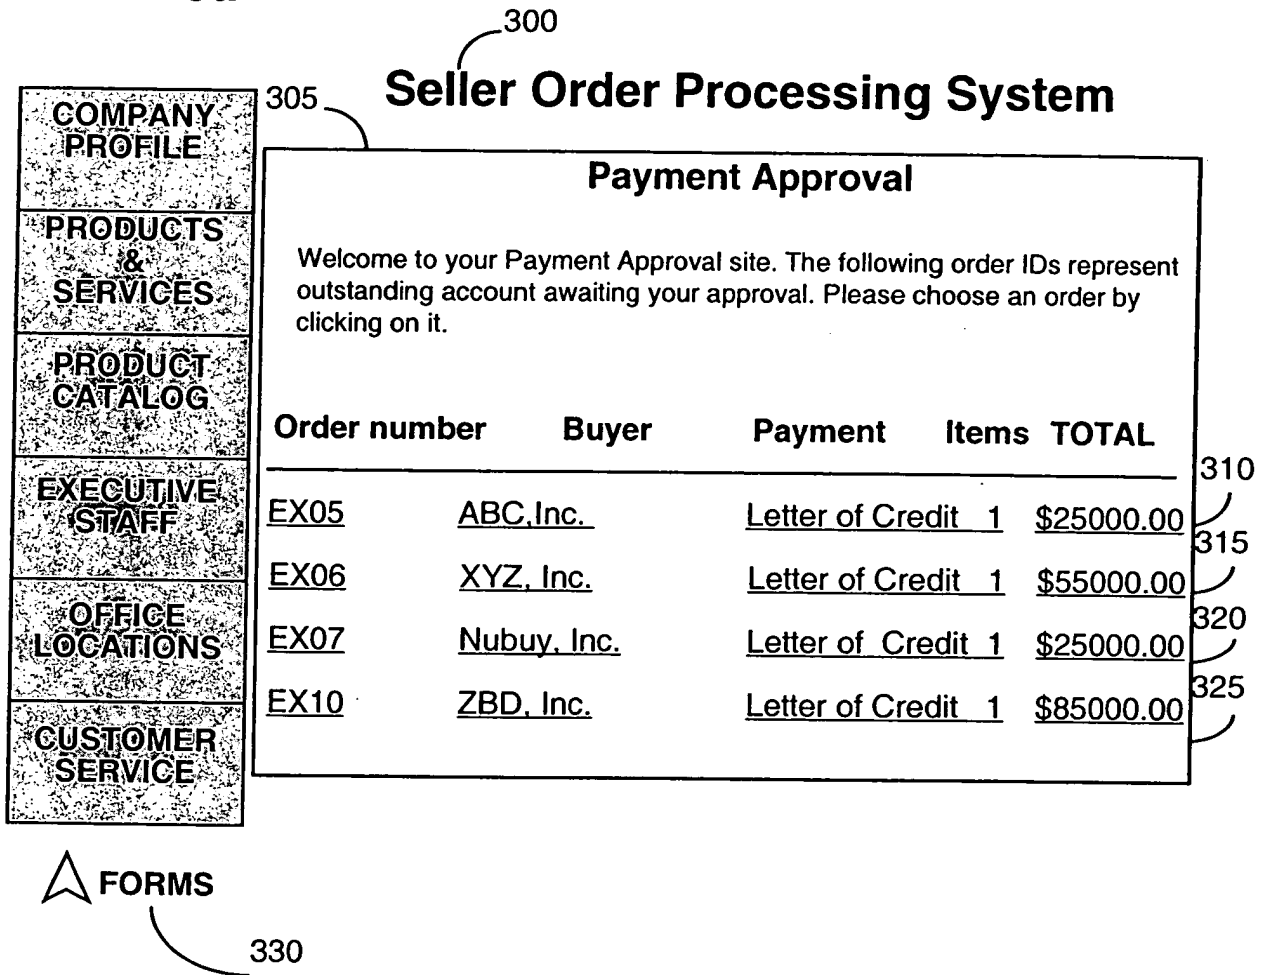 300
Seller Order Processing System
305
COMPANY
PROFILE
PRODUCTS
&
SERVICES
PRODUCT
CATALOG
EXECUTIVE
STAFF
OFFICE
LOCATIONS
CUSTOMER
SERVICE
Payment Approval
Welcome to your Payment Approval site. The following order IDs represent
outstanding account awaiting your approval. Please choose an order by
clicking on it.
Order number Buyer Payment Items TOTAL
310
EX05 ABC,Inc. Letter of Credit 1 $25000.00
315
EX06 XYZ, Inc. Letter of Credit 1 $55000.00
320
EX07 Nubuy, Inc. Letter of Credit 1 $25000.00
325
EX10 ZBD, Inc. Letter of Credit 1 $85000.00
FORMS
330